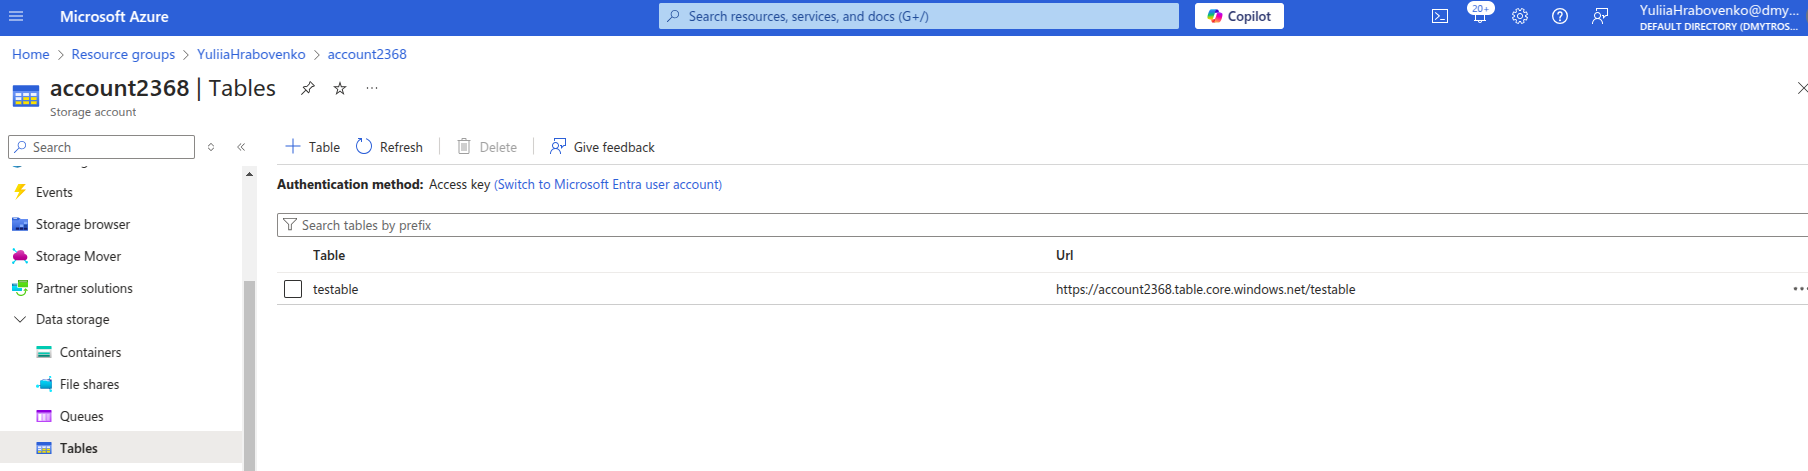 Microsoft Azure
Search resources, services, and docs (G+/)
Copilot
20+
YuliiaHrabovenko@dmy...
DEFAULT DIRECTORY (DMYTROS...
Home > Resource groups > YuliiaHrabovenko > account2368
account2368 | Tables
Storage account
Search
Events
Storage browser
Storage Mover
Partner solutions
Data storage
Containers
File shares
Queues
Tables
Table
Refresh
Delete
Give feedback
Authentication method: Access key (Switch to Microsoft Entra user account)
Search tables by prefix
Table Url
testable https://account2368.table.core.windows.net/testable